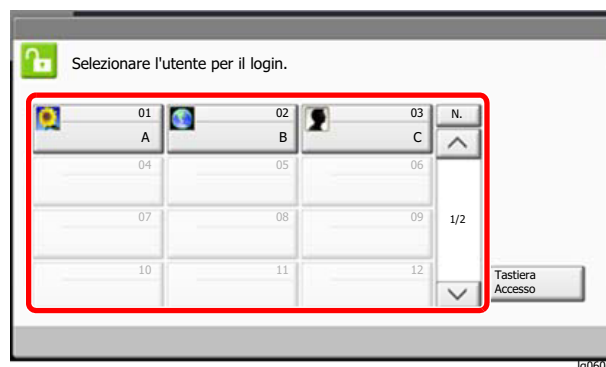 Selezionare l'utente per il login.
01 02 03 N.
A B C
04 05 06
07 08 09 1/2
10 11 12
Tastiera
Accesso